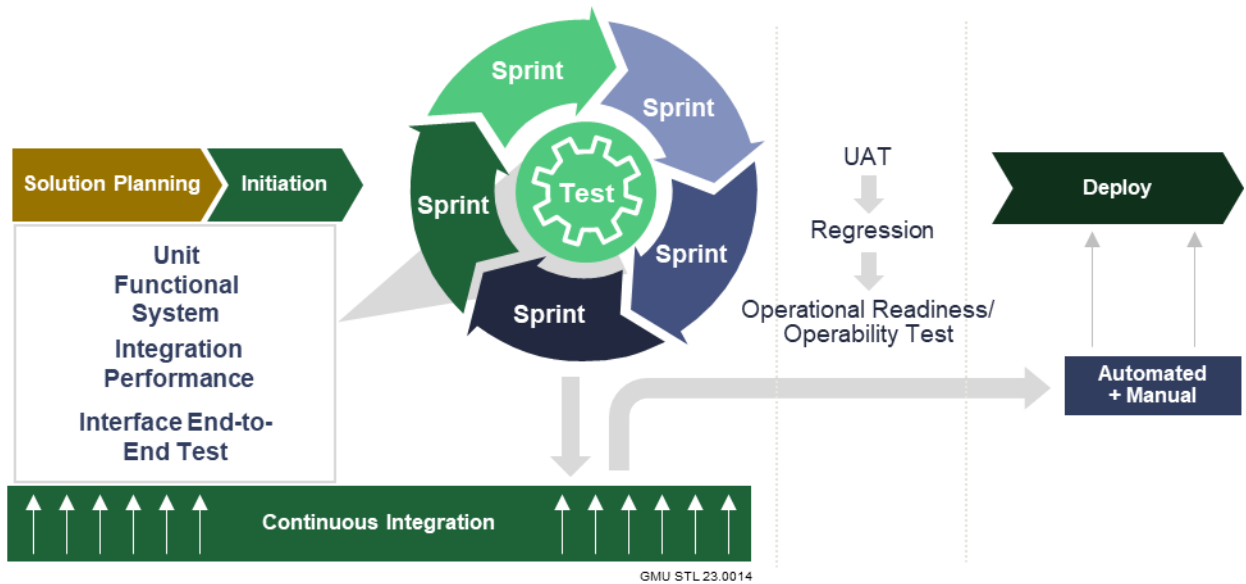 Solution Planning
Initiation
Unit
Functional
System
Integration
Performance
Interface End-to-
End Test
Sprint
Sprint
Sprint
Sprint
Sprint
Test
UAT
Regression
Operational Readiness/
Operability Test
Deploy
Automated
+ Manual
Continuous Integration
GMU STL 23.0014